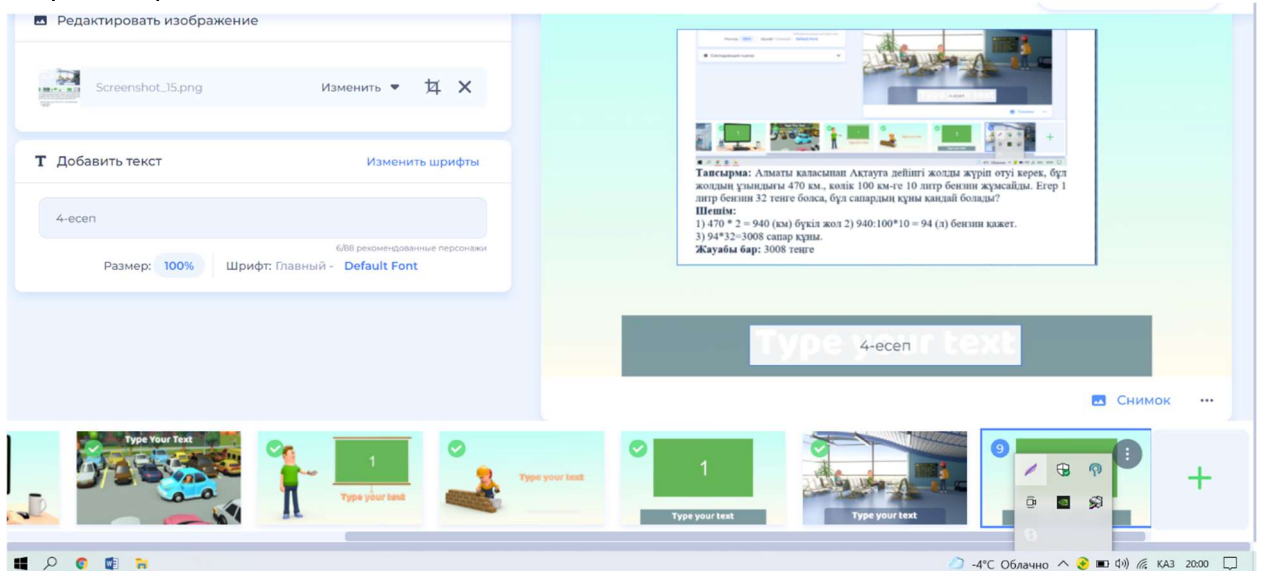 Редактировать изображение
Screenshot_15.png
Изменить
Добавить текст
Изменить шрифты
4-есеп
6/88 рекомендованные персонажи
Размер: 100% Шрифт: Главный - Default Font
4-есеп
Тапсырма: Алматы қаласынан Ақтауга дейінгі жолды жүріп өтуі керек, бұл
жолдың ұзындығы 470 км., көлік 100 км-ге 10 литр бензин жұмсайды. Егер 1
литр бензин 32 тенге болса, бұл сапардың құны қандай болады?
Шешім:
1) 470 * 2 = 940 (км) бүкіл жол 2) 940:100*10 = 94 (л) бензин қажет.
3) 94*32=3008 сапар құны.
Жауабы бар: 3008 теңге
Type your text
4-есеп
Снимок
Type Your Text
1
Type your text
Type your text
1
Type your text
Type your text
9
-4°C Облачно
ҚАЗ
20:00